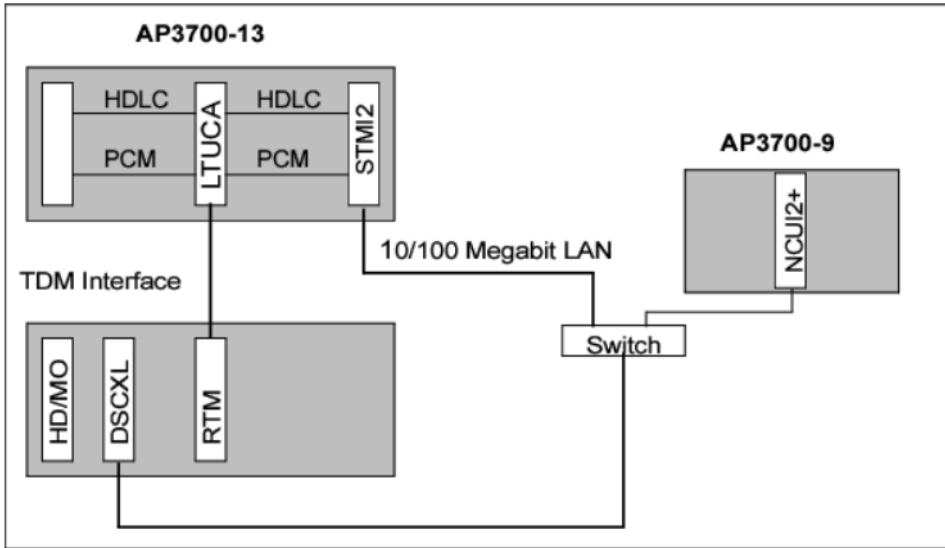 AP3700-13
HDLC
HDLC
LTUCA
STMI2
PCM
PCM
AP3700-9
NCUI2+
10/100 Megabit LAN
TDM Interface
Switch
HD/MO
DSCXL
RTM